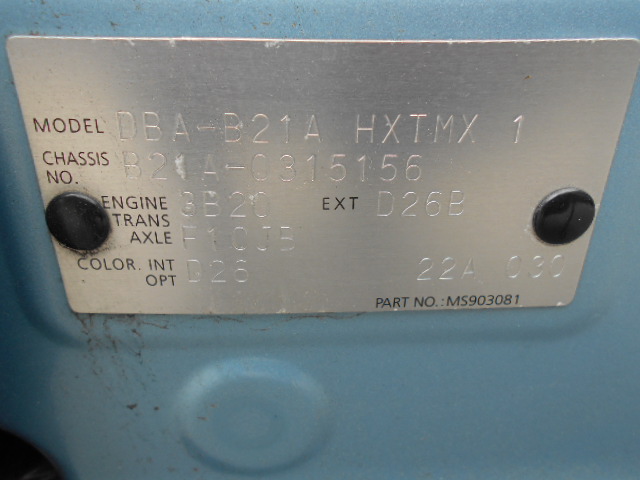 MODEL DBA-B21A HXTMX 1
CHASSIS NO. B21A-0315156
ENGINE 3B20 EXT D26B
TRANS AXLE F1CJB
COLOR. INT OPT D26 22A 030
PART NO.: MS903081